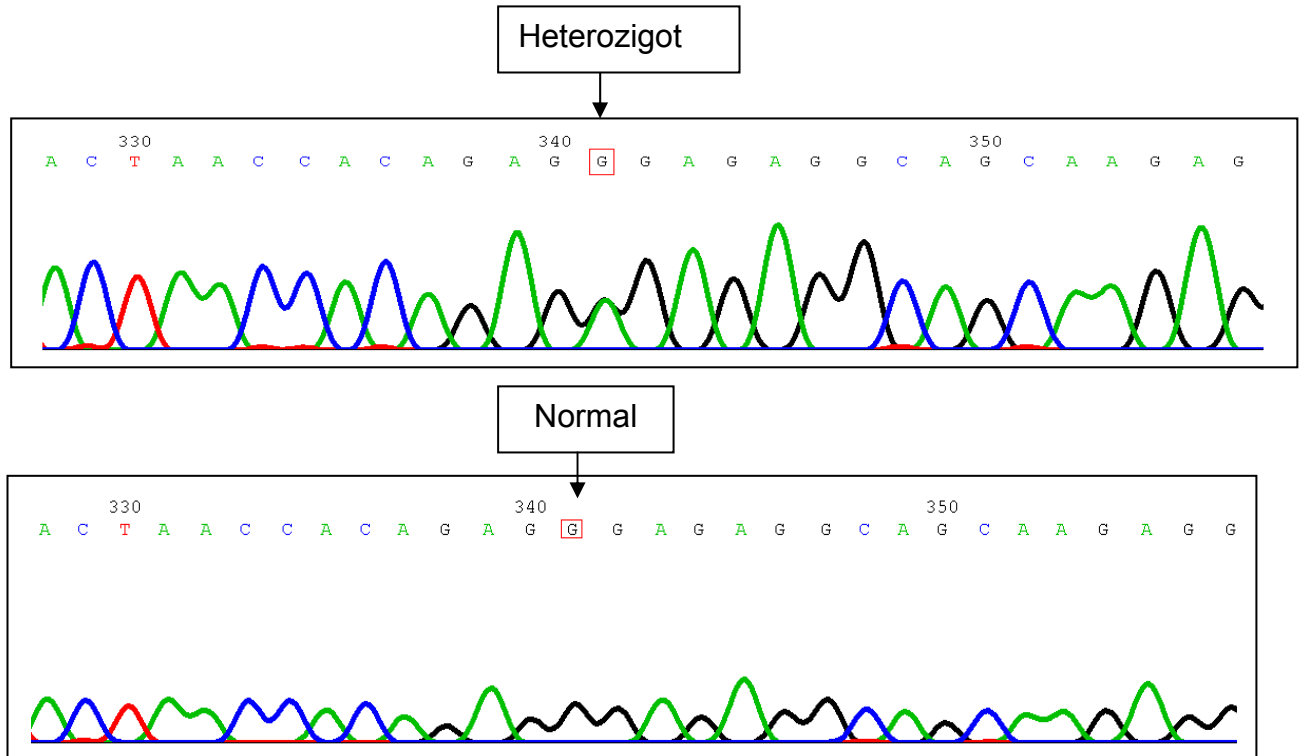 Heterozigot
330 340 350
A C T A A C C A C A G A G G G A G A G G C A G C A A G A G
Normal
330 340 350
A C T A A C C A C A G A G G G A G A G G C A G C A A G A G G